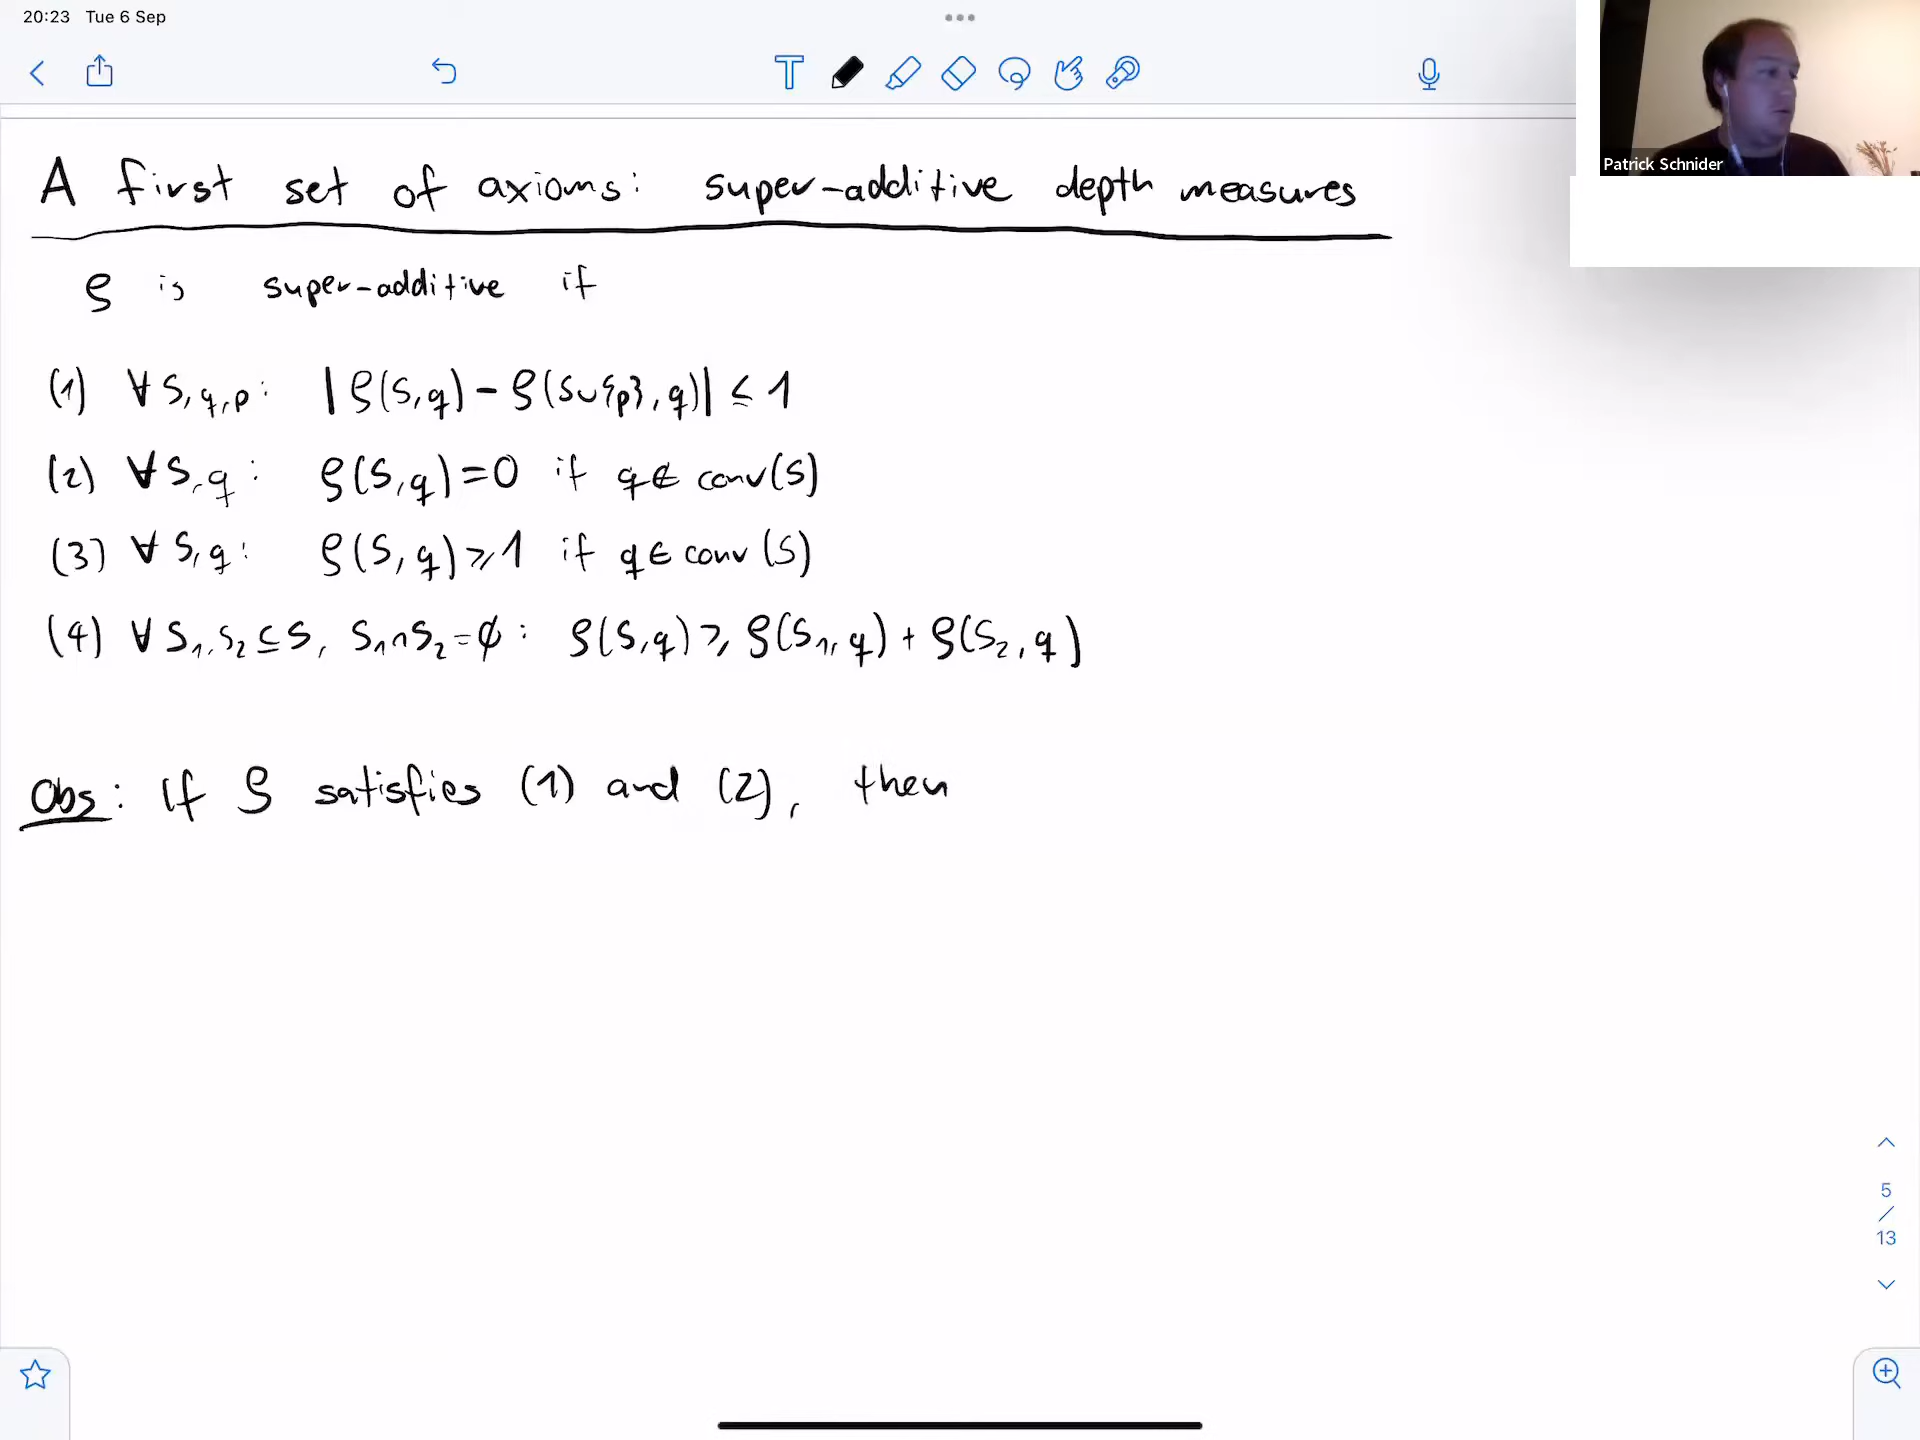 20:23 Tue 6 Sep
Patrick Schnider
A first set of axioms: super-additive depth measures
ϱ is super-additive if
(1) ∀ S,q,p: |ϱ(S,q) - ϱ(S∪{p},q)| ≤ 1
(2) ∀ S,q: ϱ(S,q)=0 if q∉ conv(S)
(3) ∀ S,q: ϱ(S,q)≥1 if q∈ conv(S)
(4) ∀ S₁,S₂⊆S, S₁∩S₂=∅: ϱ(S,q)≥ ϱ(S₁,q) + ϱ(S₂,q)
Obs: If ϱ satisfies (1) and (2), then
5
/
13